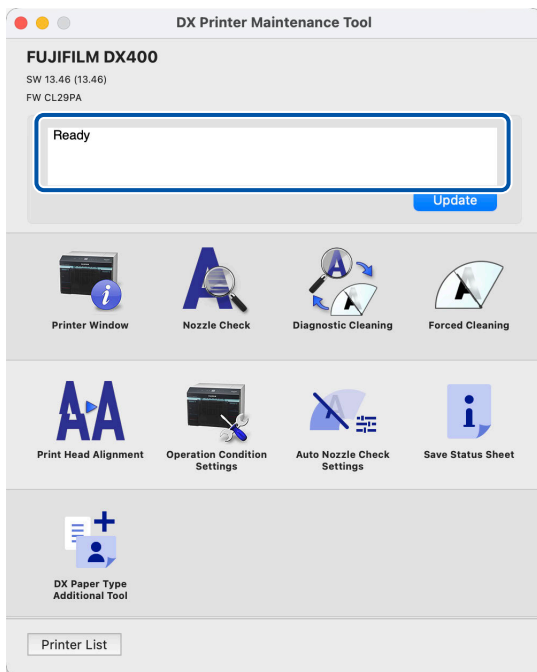 DX Printer Maintenance Tool
FUJIFILM DX400
SW 13.46 (13.46)
FW CL29PA
Ready
Update
Printer Window
Nozzle Check
Diagnostic Cleaning
Forced Cleaning
Print Head Alignment
Operation Condition
Settings
Auto Nozzle Check
Settings
Save Status Sheet
DX Paper Type
Additional Tool
Printer List